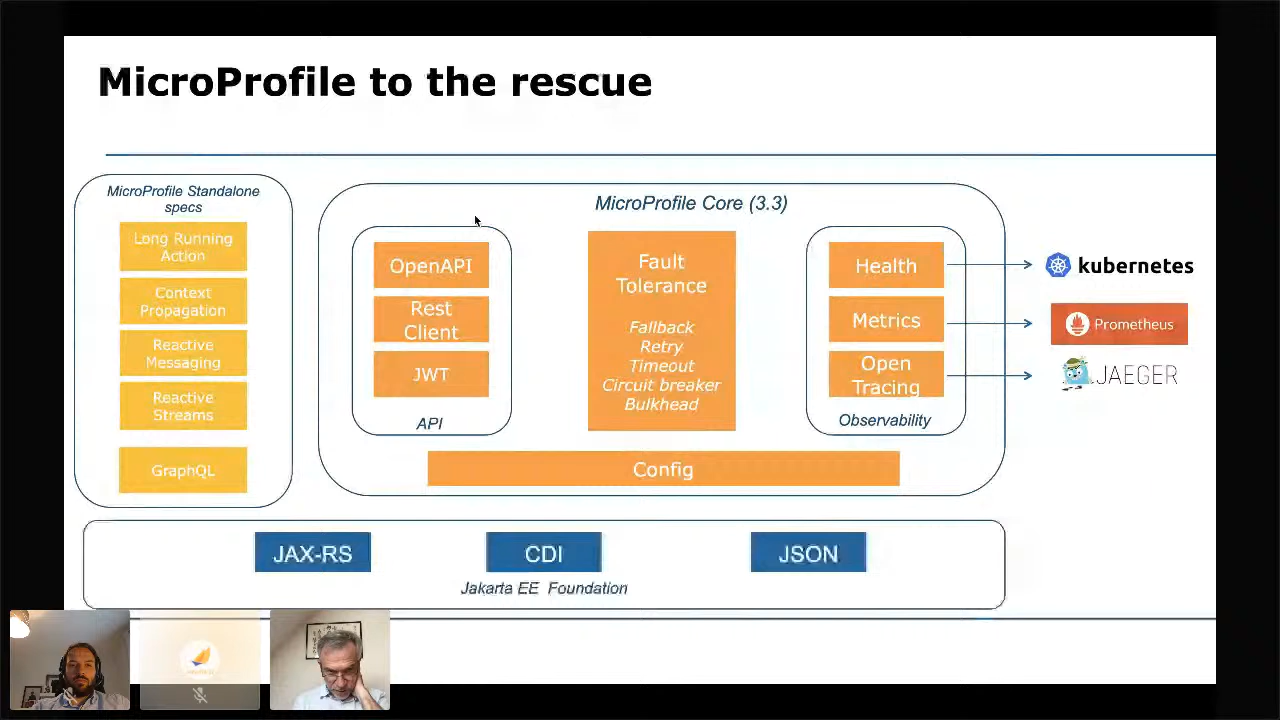 MicroProfile to the rescue
MicroProfile Standalone
specs
Long Running
Action
Context
Propagation
Reactive
Messaging
Reactive
Streams
GraphQL
MicroProfile Core (3.3)
OpenAPI
Rest
Client
JWT
API
Fault
Tolerance
Fallback
Retry
Timeout
Circuit breaker
Bulkhead
Health
Metrics
Open
Tracing
Observability
Config
kubernetes
Prometheus
JAEGER
JAX-RS
CDI
JSON
Jakarta EE Foundation